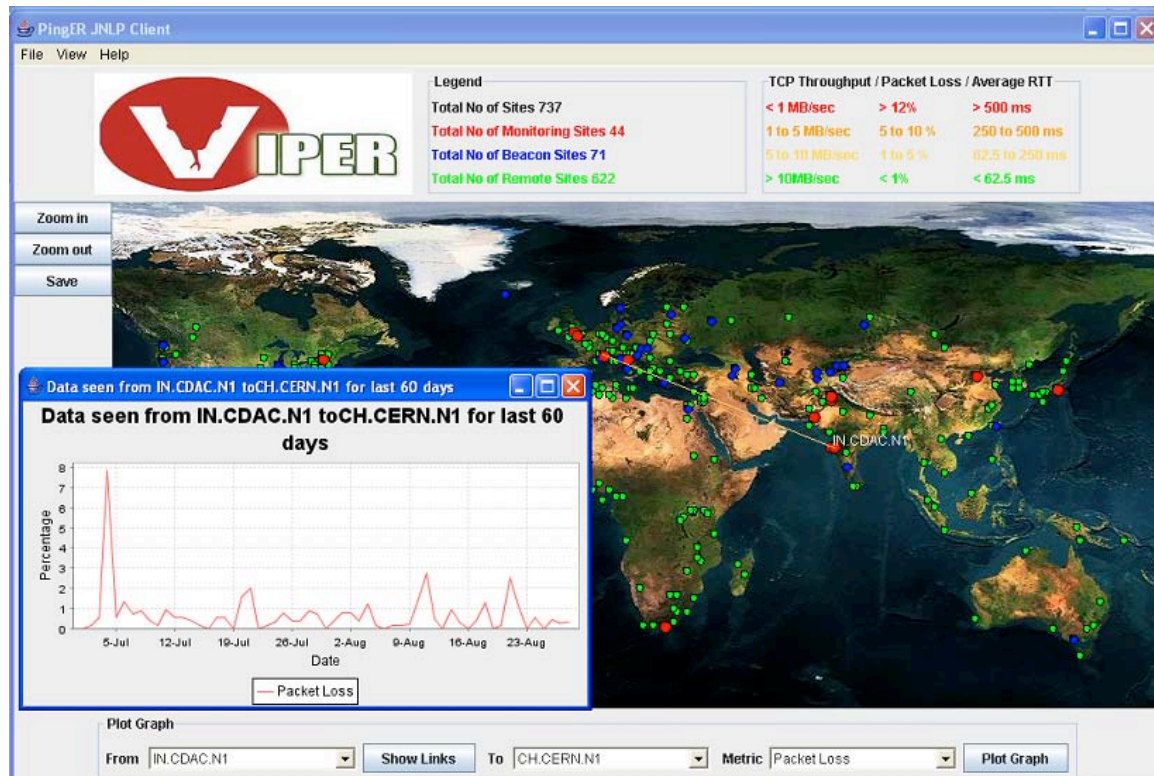 PingER JNLP Client
File View Help
VIPER
Legend
Total No of Sites 737
Total No of Monitoring Sites 44
Total No of Beacon Sites 71
Total No of Remote Sites 622
TCP Throughput / Packet Loss / Average RTT
< 1 MB/sec > 12% > 500 ms
1 to 5 MB/sec 5 to 10 % 250 to 500 ms
5 to 10 MB/sec 1 to 5 % 62.5 to 250 ms
> 10MB/sec < 1% < 62.5 ms
Zoom in
Zoom out
Save
IN.CDAC.N1
Data seen from IN.CDAC.N1 toCH.CERN.N1 for last 60 days
Data seen from IN.CDAC.N1 toCH.CERN.N1 for last 60
days
Percentage
8
7
6
5
4
3
2
1
0
5-Jul 12-Jul 19-Jul 26-Jul 2-Aug 9-Aug 16-Aug 23-Aug
Date
Packet Loss
Plot Graph
From IN.CDAC.N1 Show Links To CH.CERN.N1 Metric Packet Loss Plot Graph